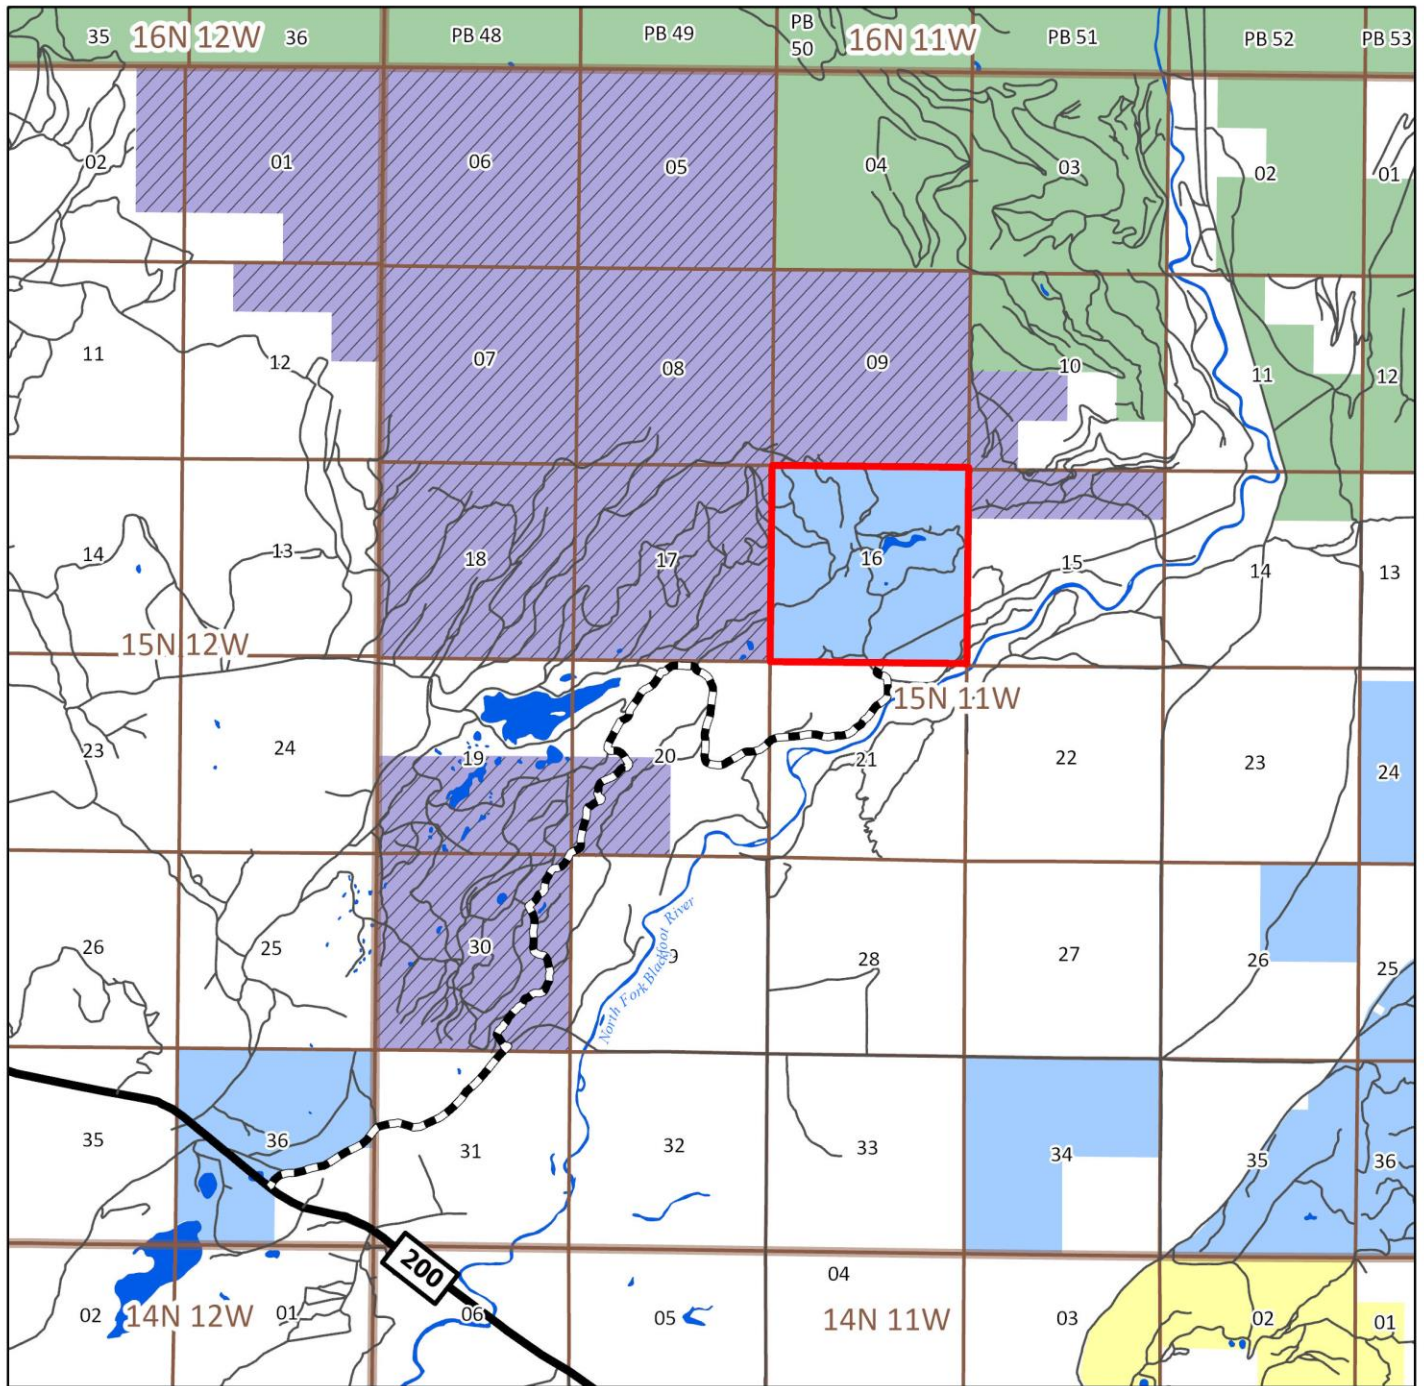 35 16N 12W 36 PB 48 PB 49 PB 50 16N 11W PB 51 PB 52 PB 53
02 01 06 05 04 03 02 01
11 12 07 08 09 10 11 12
14 13 18 17 16 15 14 13
15N 12W
15N 11W
23 24 19 20 21 22 23 24
26 25 30 9 28 27 26 25
North Fork Blackfoot River
35 36 31 32 33 34 35 36
200
04
02 14N 12W 01 06 05 14N 11W 03 02 01